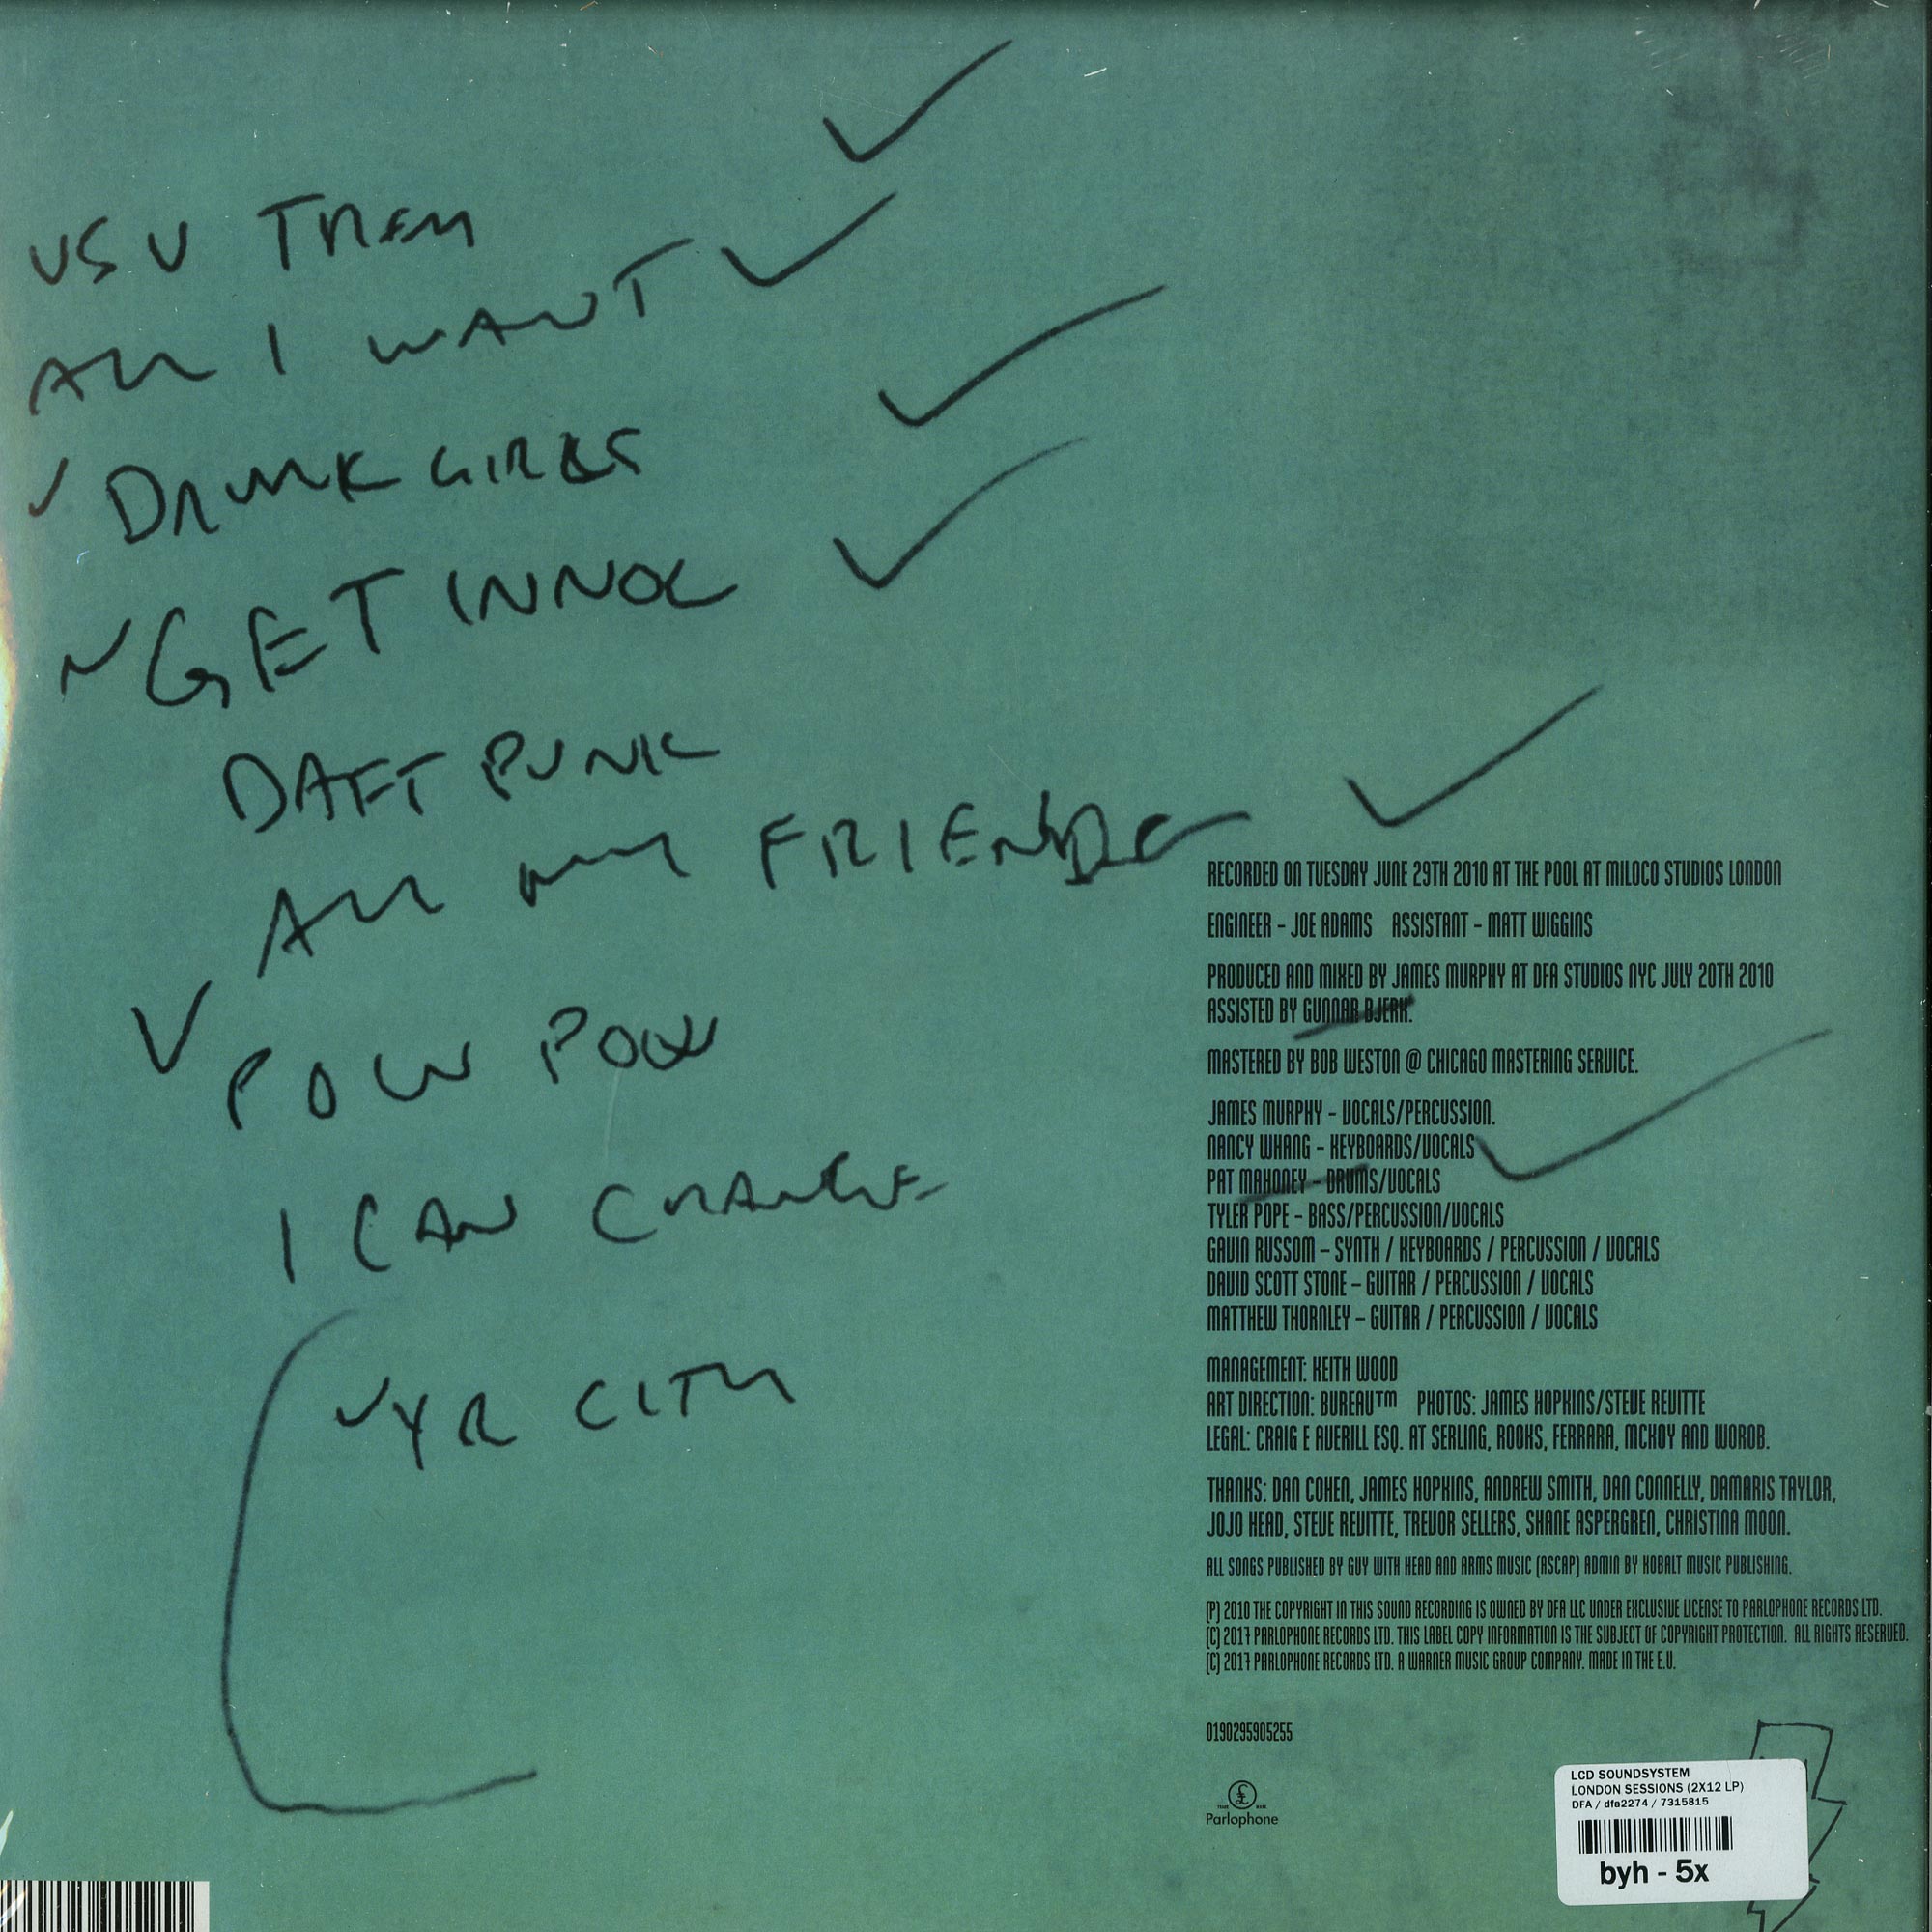 US V THEM
ALL I WANT
DRUNK GIRLS
GET INNOC
DAFT PUNK
ALL MY FRIENDS
POW POW
I CAN CHANGE
YR CITY
RECORDED ON TUESDAY JUNE 29TH 2010 AT THE POOL AT MILOCO STUDIOS LONDON
ENGINEER - JOE ADAMS ASSISTANT - MATT WIGGINS
PRODUCED AND MIXED BY JAMES MURPHY AT DFA STUDIOS NYC JULY 20TH 2010
ASSISTED BY GUNNAR BJERK.
MASTERED BY BOB WESTON @ CHICAGO MASTERING SERVICE.
JAMES MURPHY - VOCALS/PERCUSSION.
NANCY WHANG - KEYBOARDS/VOCALS
PAT MAHONEY - DRUMS/VOCALS
TYLER POPE - BASS/PERCUSSION/VOCALS
GAVIN RUSSOM - SYNTH / KEYBOARDS / PERCUSSION / VOCALS
DAVID SCOTT STONE - GUITAR / PERCUSSION / VOCALS
MATTHEW THORNLEY - GUITAR / PERCUSSION / VOCALS
MANAGEMENT: KEITH WOOD
ART DIRECTION: BUREAU™ PHOTOS: JAMES HOPKINS/STEVE REVITTE
LEGAL: CRAIG E AVERILL ESQ. AT SERLING, ROOKS, FERRARA, MCKOY AND WOROB.
THANKS: DAN COHEN, JAMES HOPKINS, ANDREW SMITH, DAN CONNELLY, DAMARIS TAYLOR,
JOJO HEAD, STEVE REVITTE, TREVOR SELLERS, SHANE ASPERGREN, CHRISTINA MOON.
ALL SONGS PUBLISHED BY GUY WITH HEAD AND ARMS MUSIC (ASCAP) ADMIN BY KOBALT MUSIC PUBLISHING.
(P) 2010 THE COPYRIGHT IN THIS SOUND RECORDING IS OWNED BY DFA LLC UNDER EXCLUSIVE LICENSE TO PARLOPHONE RECORDS LTD.
(C) 2017 PARLOPHONE RECORDS LTD. THIS LABEL COPY INFORMATION IS THE SUBJECT OF COPYRIGHT PROTECTION. ALL RIGHTS RESERVED.
(C) 2017 PARLOPHONE RECORDS LTD. A WARNER MUSIC GROUP COMPANY. MADE IN THE E.U.
0190295905255
£
TRADE MARK
Parlophone
LCD SOUNDSYSTEM
LONDON SESSIONS (2X12 LP)
DFA / dfa2274 / 7315815
byh - 5x